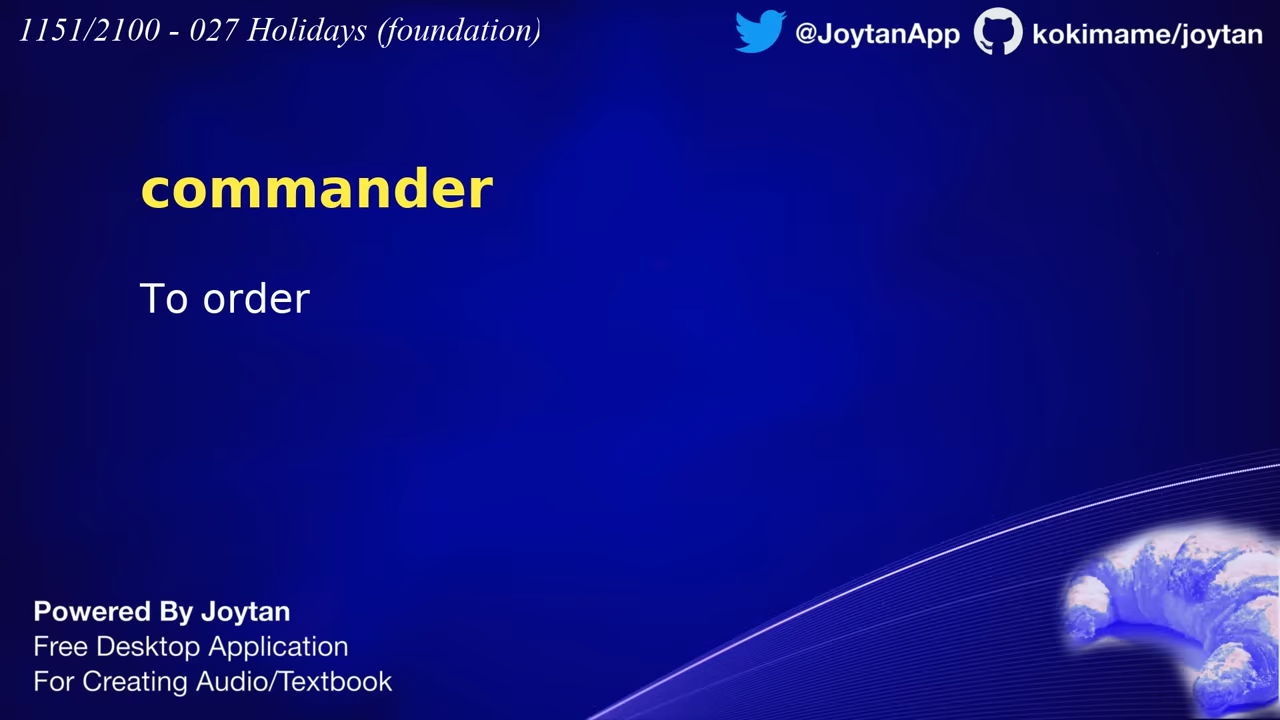 1151/2100 - 027 Holidays (foundation)
@JoytanApp kokimame/joytan
commander
To order
Powered By Joytan
Free Desktop Application
For Creating Audio/Textbook